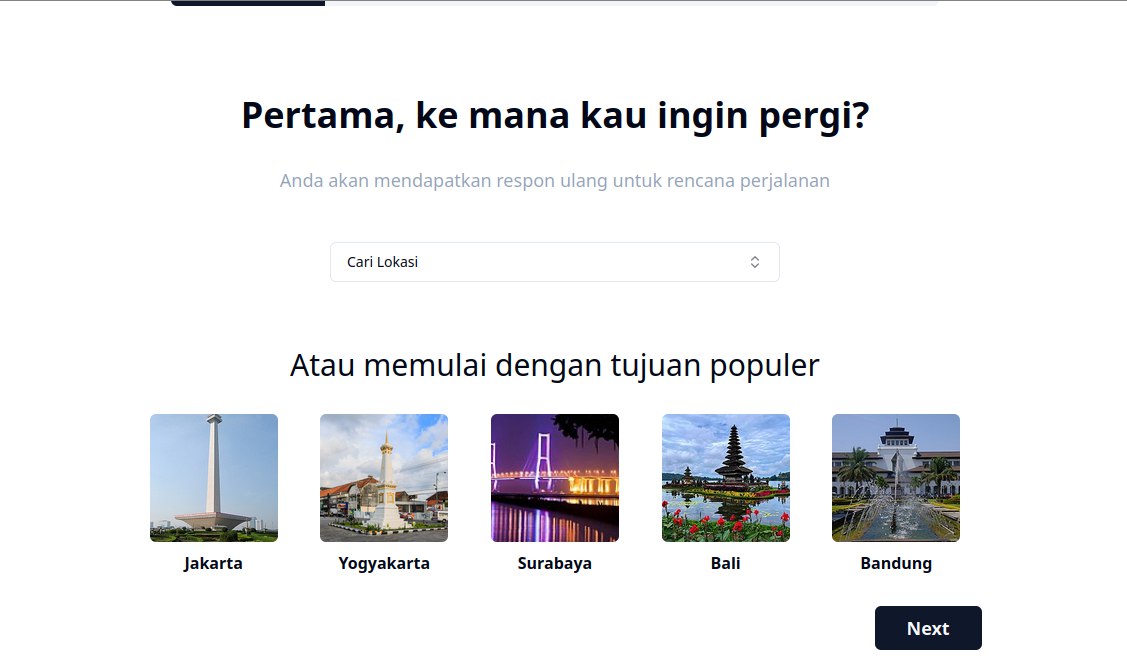 Pertama, ke mana kau ingin pergi?
Anda akan mendapatkan respon ulang untuk rencana perjalanan
Cari Lokasi
Atau memulai dengan tujuan populer
Jakarta
Yogyakarta
Surabaya
Bali
Bandung
Next